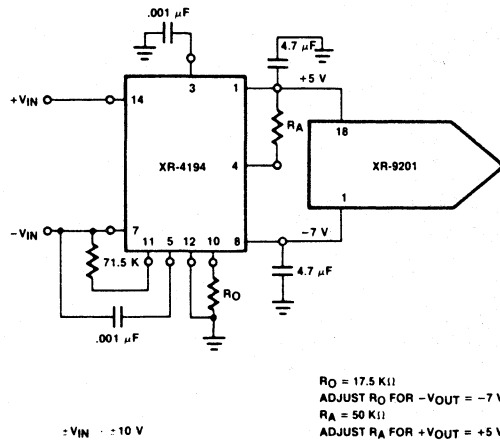 .001 µF
4.7 µF
3
1
+5 V
+VIN
14
RA
18
XR-4194
4
XR-9201
1
-VIN
7
8
-7 V
11 5 12 10
71.5 K
RO
4.7 µF
.001 µF
RO = 17.5 KΩ
ADJUST RO FOR -VOUT = -7 V
RA = 50 KΩ
±VIN ±10 V
ADJUST RA FOR +VOUT = +5 V